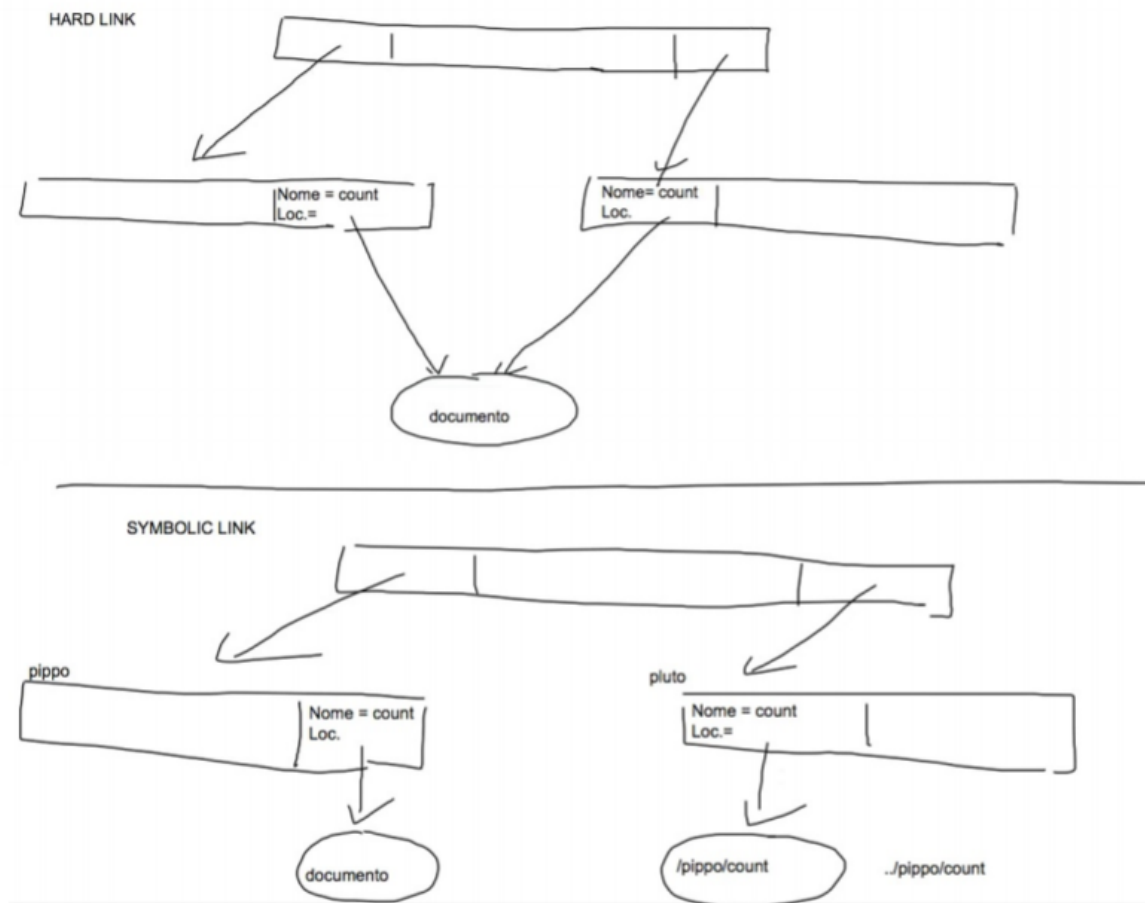 HARD LINK
Nome = count
Loc.=
Nome= count
Loc.
documento
SYMBOLIC LINK
pippo
Nome = count
Loc.
pluto
Nome = count
Loc.=
documento
/pippo/count
../pippo/count